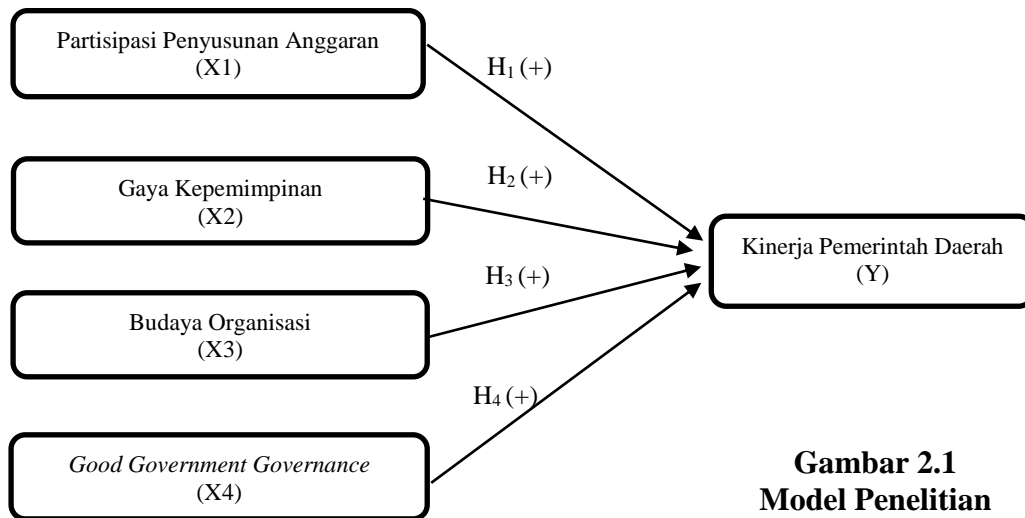 Partisipasi Penyusunan Anggaran
(X1)
H₁ (+)
Gaya Kepemimpinan
(X2)
H₂ (+)
Kinerja Pemerintah Daerah
(Y)
Budaya Organisasi
(X3)
H₃ (+)
H₄ (+)
Good Government Governance
(X4)
Gambar 2.1
Model Penelitian